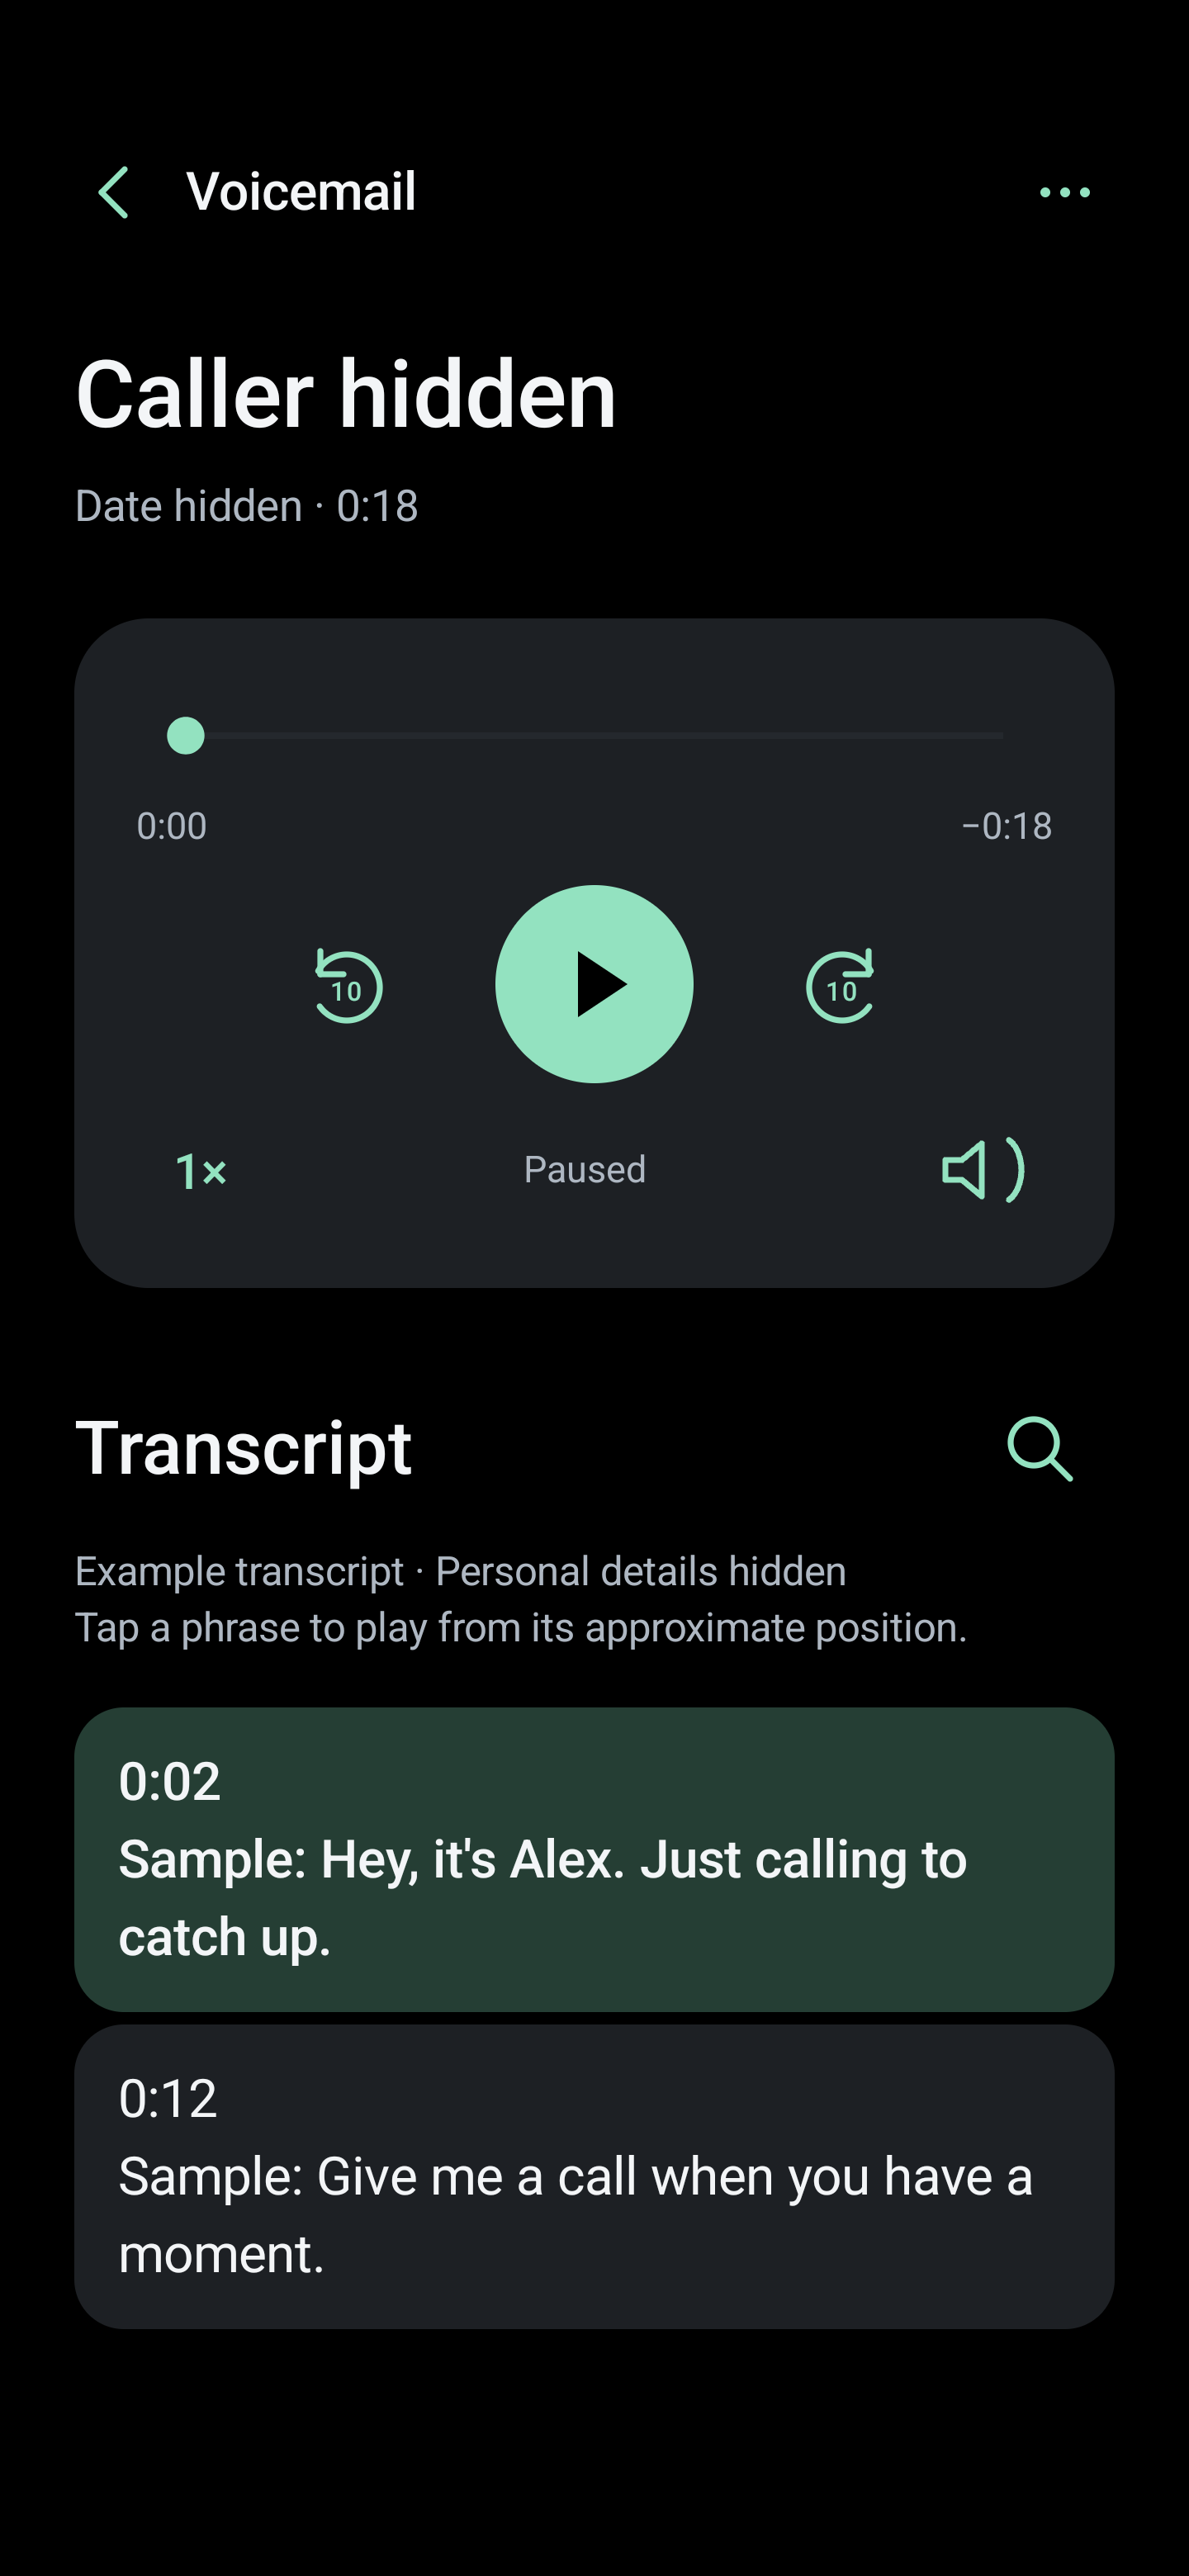 Voicemail
Caller hidden
Date hidden · 0:18
0:00
−0:18
10
10
1×
Paused
Transcript
Example transcript · Personal details hidden
Tap a phrase to play from its approximate position.
0:02
Sample: Hey, it's Alex. Just calling to
catch up.
0:12
Sample: Give me a call when you have a
moment.